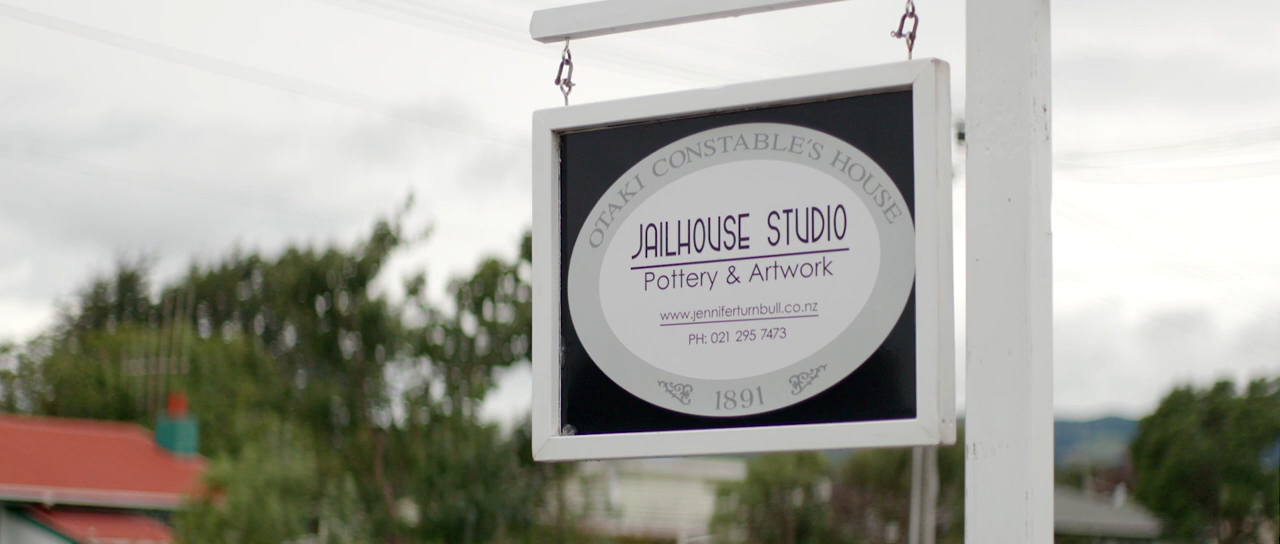 OTAKI CONSTABLE'S HOUSE
JAILHOUSE STUDIO
Pottery & Artwork
www.jenniferturnbull.co.nz
PH: 021 295 7473
1891